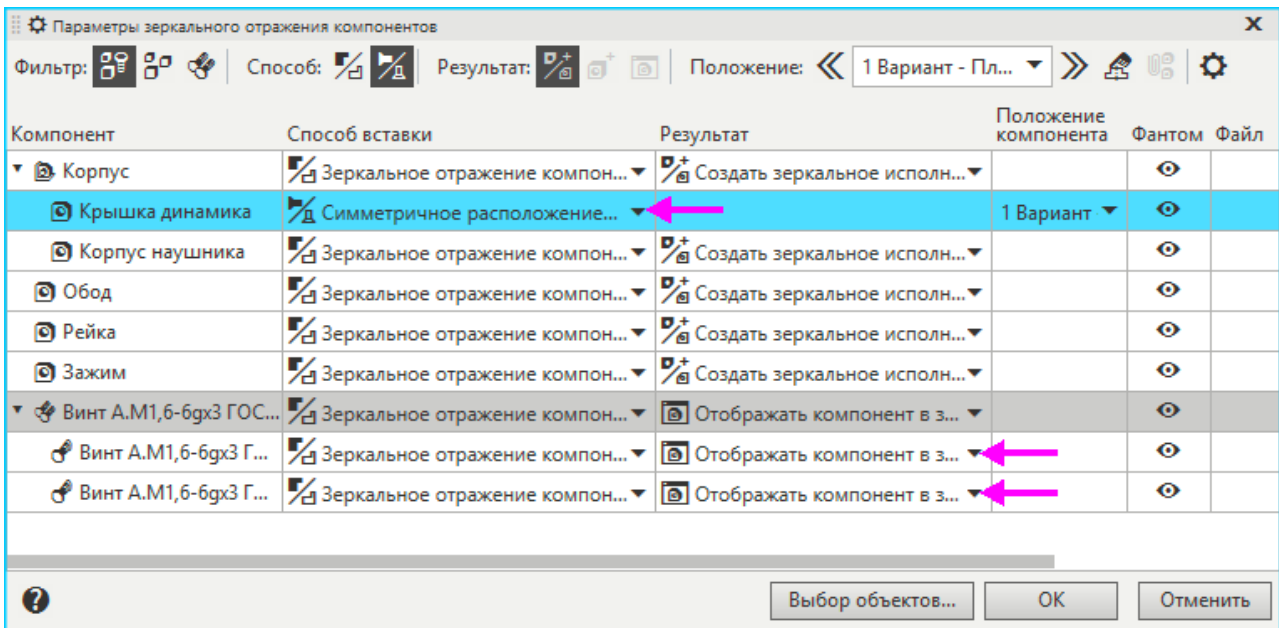 Параметры зеркального отражения компонентов x
Фильтр: Способ: Результат: Положение: 1 Вариант - Пл...
Компонент Способ вставки Результат Положение компонента Фантом Файл
Корпус Зеркальное отражение компон... Создать зеркальное исполн...
Крышка динамика Симметричное расположение... 1 Вариант
Корпус наушника Зеркальное отражение компон... Создать зеркальное исполн...
Обод Зеркальное отражение компон... Создать зеркальное исполн...
Рейка Зеркальное отражение компон... Создать зеркальное исполн...
Зажим Зеркальное отражение компон... Создать зеркальное исполн...
Винт А.М1,6-6gx3 ГОС... Зеркальное отражение компон... Отображать компонент в з...
Винт А.М1,6-6gx3 Г... Зеркальное отражение компон... Отображать компонент в з...
Винт А.М1,6-6gx3 Г... Зеркальное отражение компон... Отображать компонент в з...
? Выбор объектов... ОК Отменить